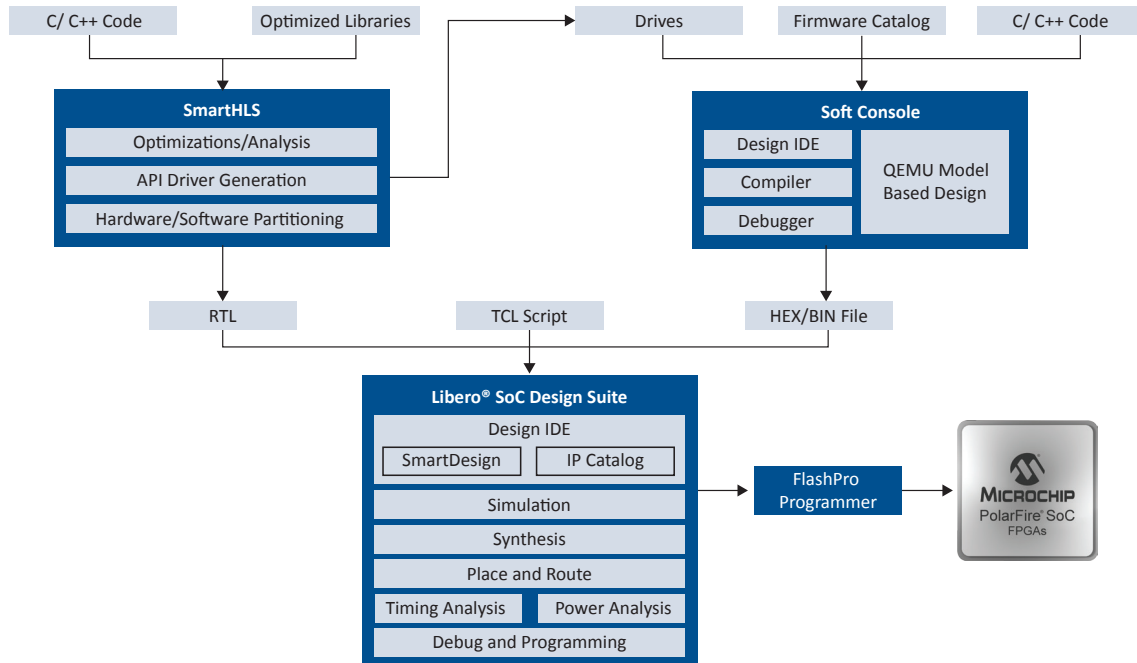 C/ C++ Code
Optimized Libraries
Drives
Firmware Catalog
C/ C++ Code
SmartHLS
Optimizations/Analysis
API Driver Generation
Hardware/Software Partitioning
Soft Console
Design IDE
Compiler
Debugger
QEMU Model
Based Design
RTL
TCL Script
HEX/BIN File
Libero® SoC Design Suite
Design IDE
SmartDesign
IP Catalog
Simulation
Synthesis
Place and Route
Timing Analysis
Power Analysis
Debug and Programming
FlashPro
Programmer
MICROCHIP
PolarFire® SoC
FPGAs